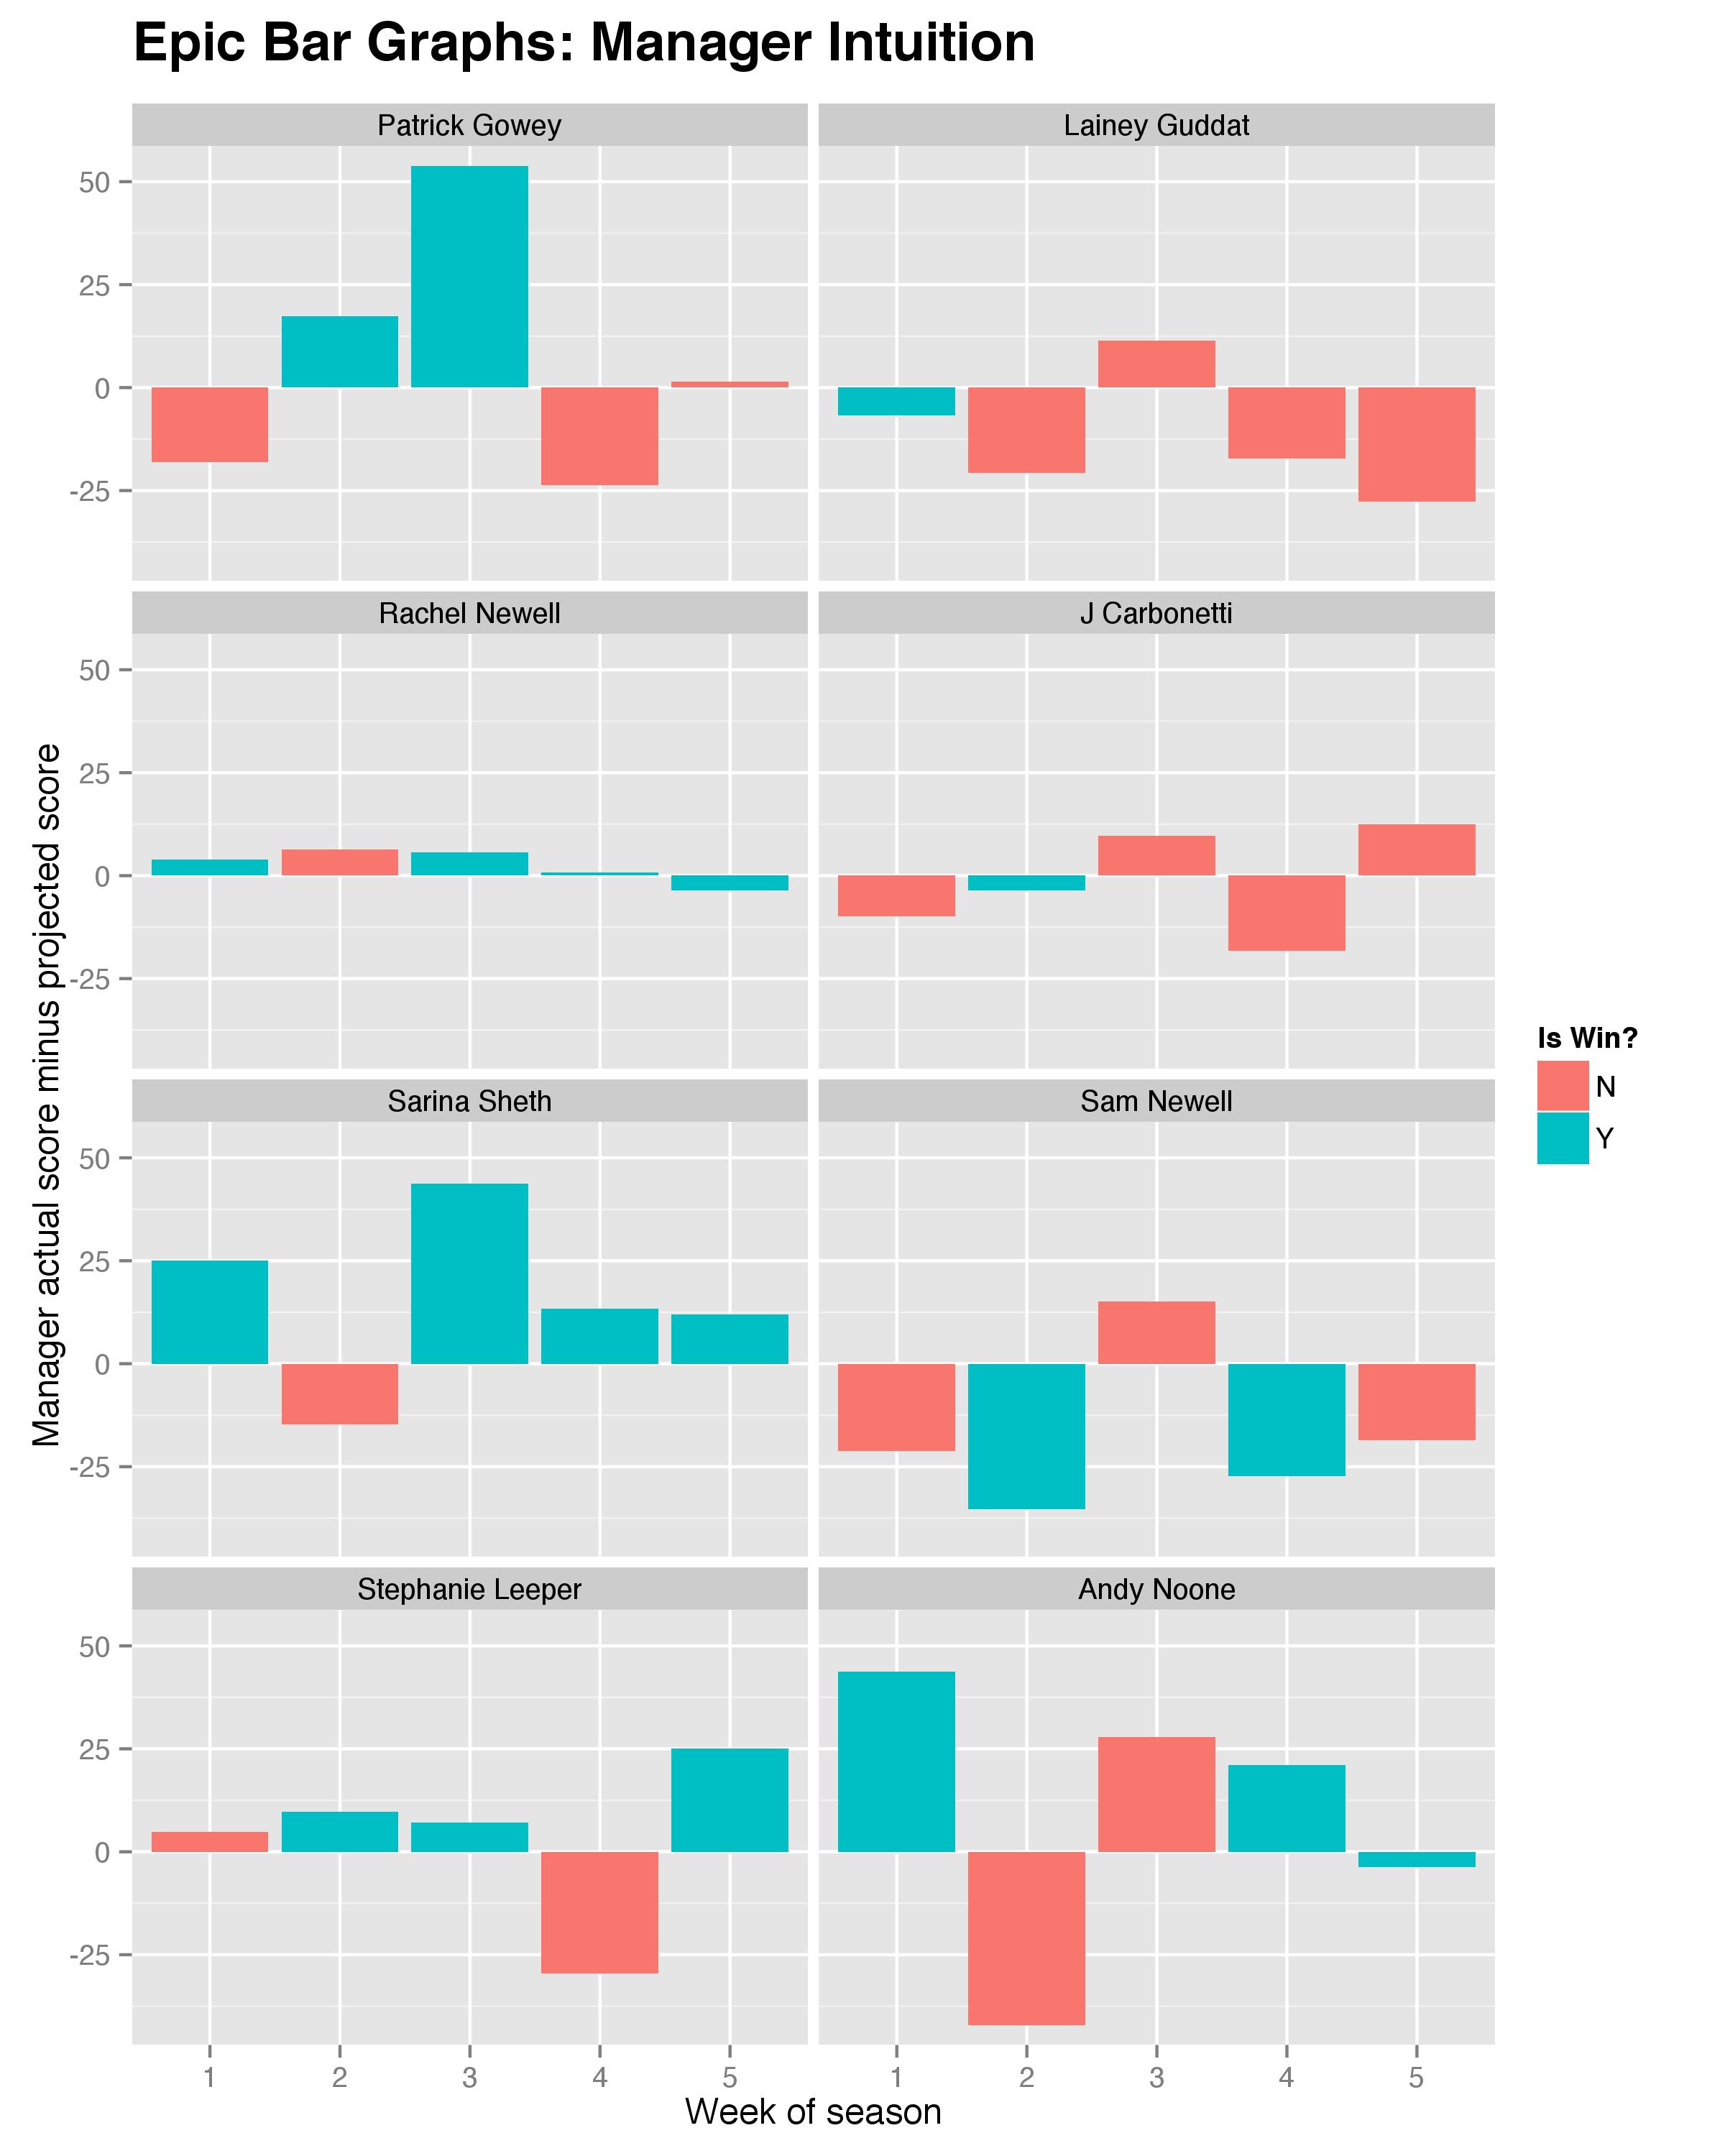 Epic Bar Graphs: Manager Intuition
Patrick Gowey
Lainey Guddat
50
25
0
-25
Rachel Newell
J Carbonetti
50
25
0
-25
Sarina Sheth
Sam Newell
50
25
0
-25
Stephanie Leeper
Andy Noone
50
25
0
-25
1 2 3 4 5 1 2 3 4 5
Week of season
Manager actual score minus projected score
Is Win?
N
Y